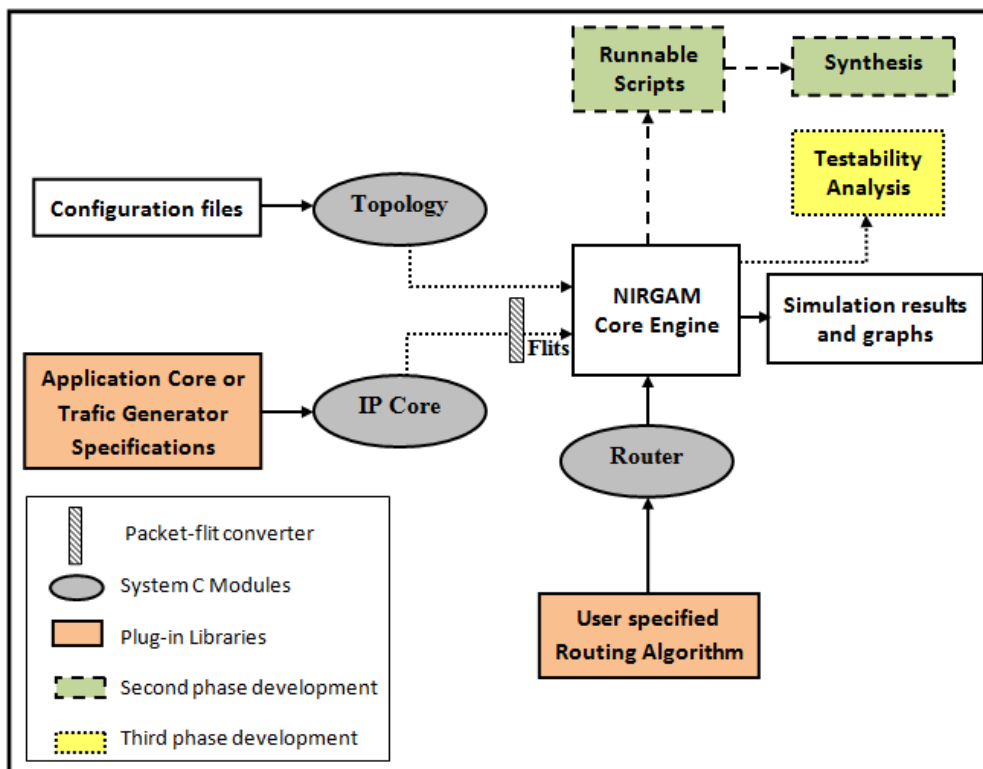 Runnable
Scripts
Synthesis
Testability
Analysis
Configuration files
Topology
NIRGAM
Core Engine
Simulation results
and graphs
Flits
Application Core or
Trafic Generator
Specifications
IP Core
Router
User specified
Routing Algorithm
Packet-flit converter
System C Modules
Plug-in Libraries
Second phase development
Third phase development